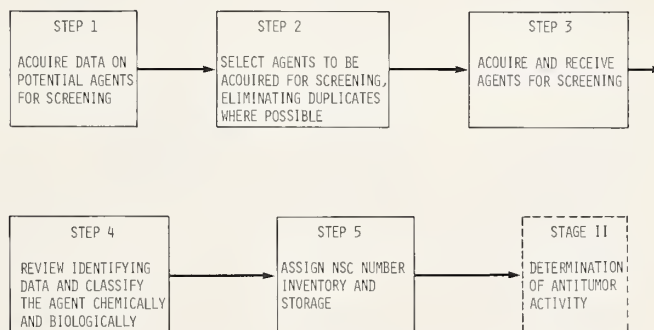 STEP 1
ACQUIRE DATA ON
POTENTIAL AGENTS
FOR SCREENING
STEP 2
SELECT AGENTS TO BE
ACQUIRED FOR SCREENING,
ELIMINATING DUPLICATES
WHERE POSSIBLE
STEP 3
ACQUIRE AND RECEIVE
AGENTS FOR SCREENING
STEP 4
REVIEW IDENTIFYING
DATA AND CLASSIFY
THE AGENT CHEMICALLY
AND BIOLOGICALLY
STEP 5
ASSIGN NSC NUMBER
INVENTORY AND
STORAGE
STAGE II
DETERMINATION
OF ANTITUMOR
ACTIVITY